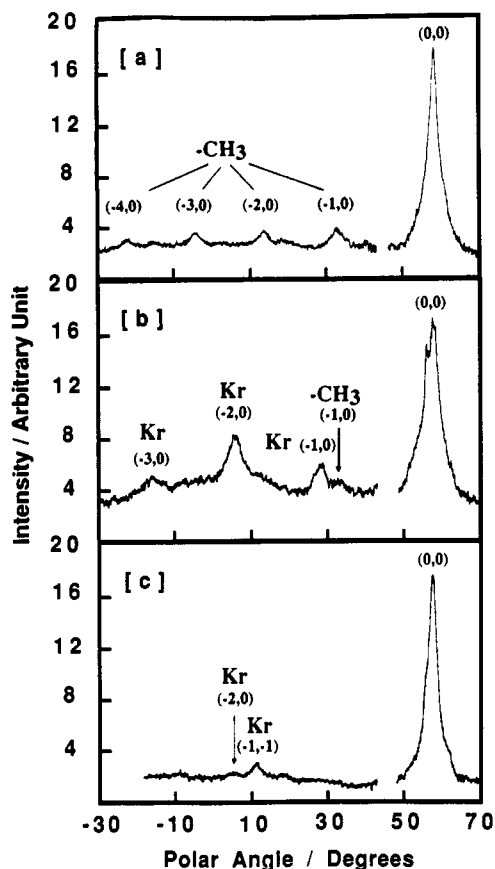 20
[ a ]
(0,0)
16
12
-CH3
8
(-4,0) (-3,0) (-2,0) (-1,0)
4
20
[ b ]
(0,0)
16
12
Kr
(-2,0)
-CH3
(-1,0)
Kr
(-3,0)
Kr (-1,0)
8
4
20
[ c ]
(0,0)
16
12
8
Kr
(-2,0)
Kr
(-1,-1)
4
Intensity / Arbitrary Unit
-30 -10 10 30 50 70
Polar Angle / Degrees